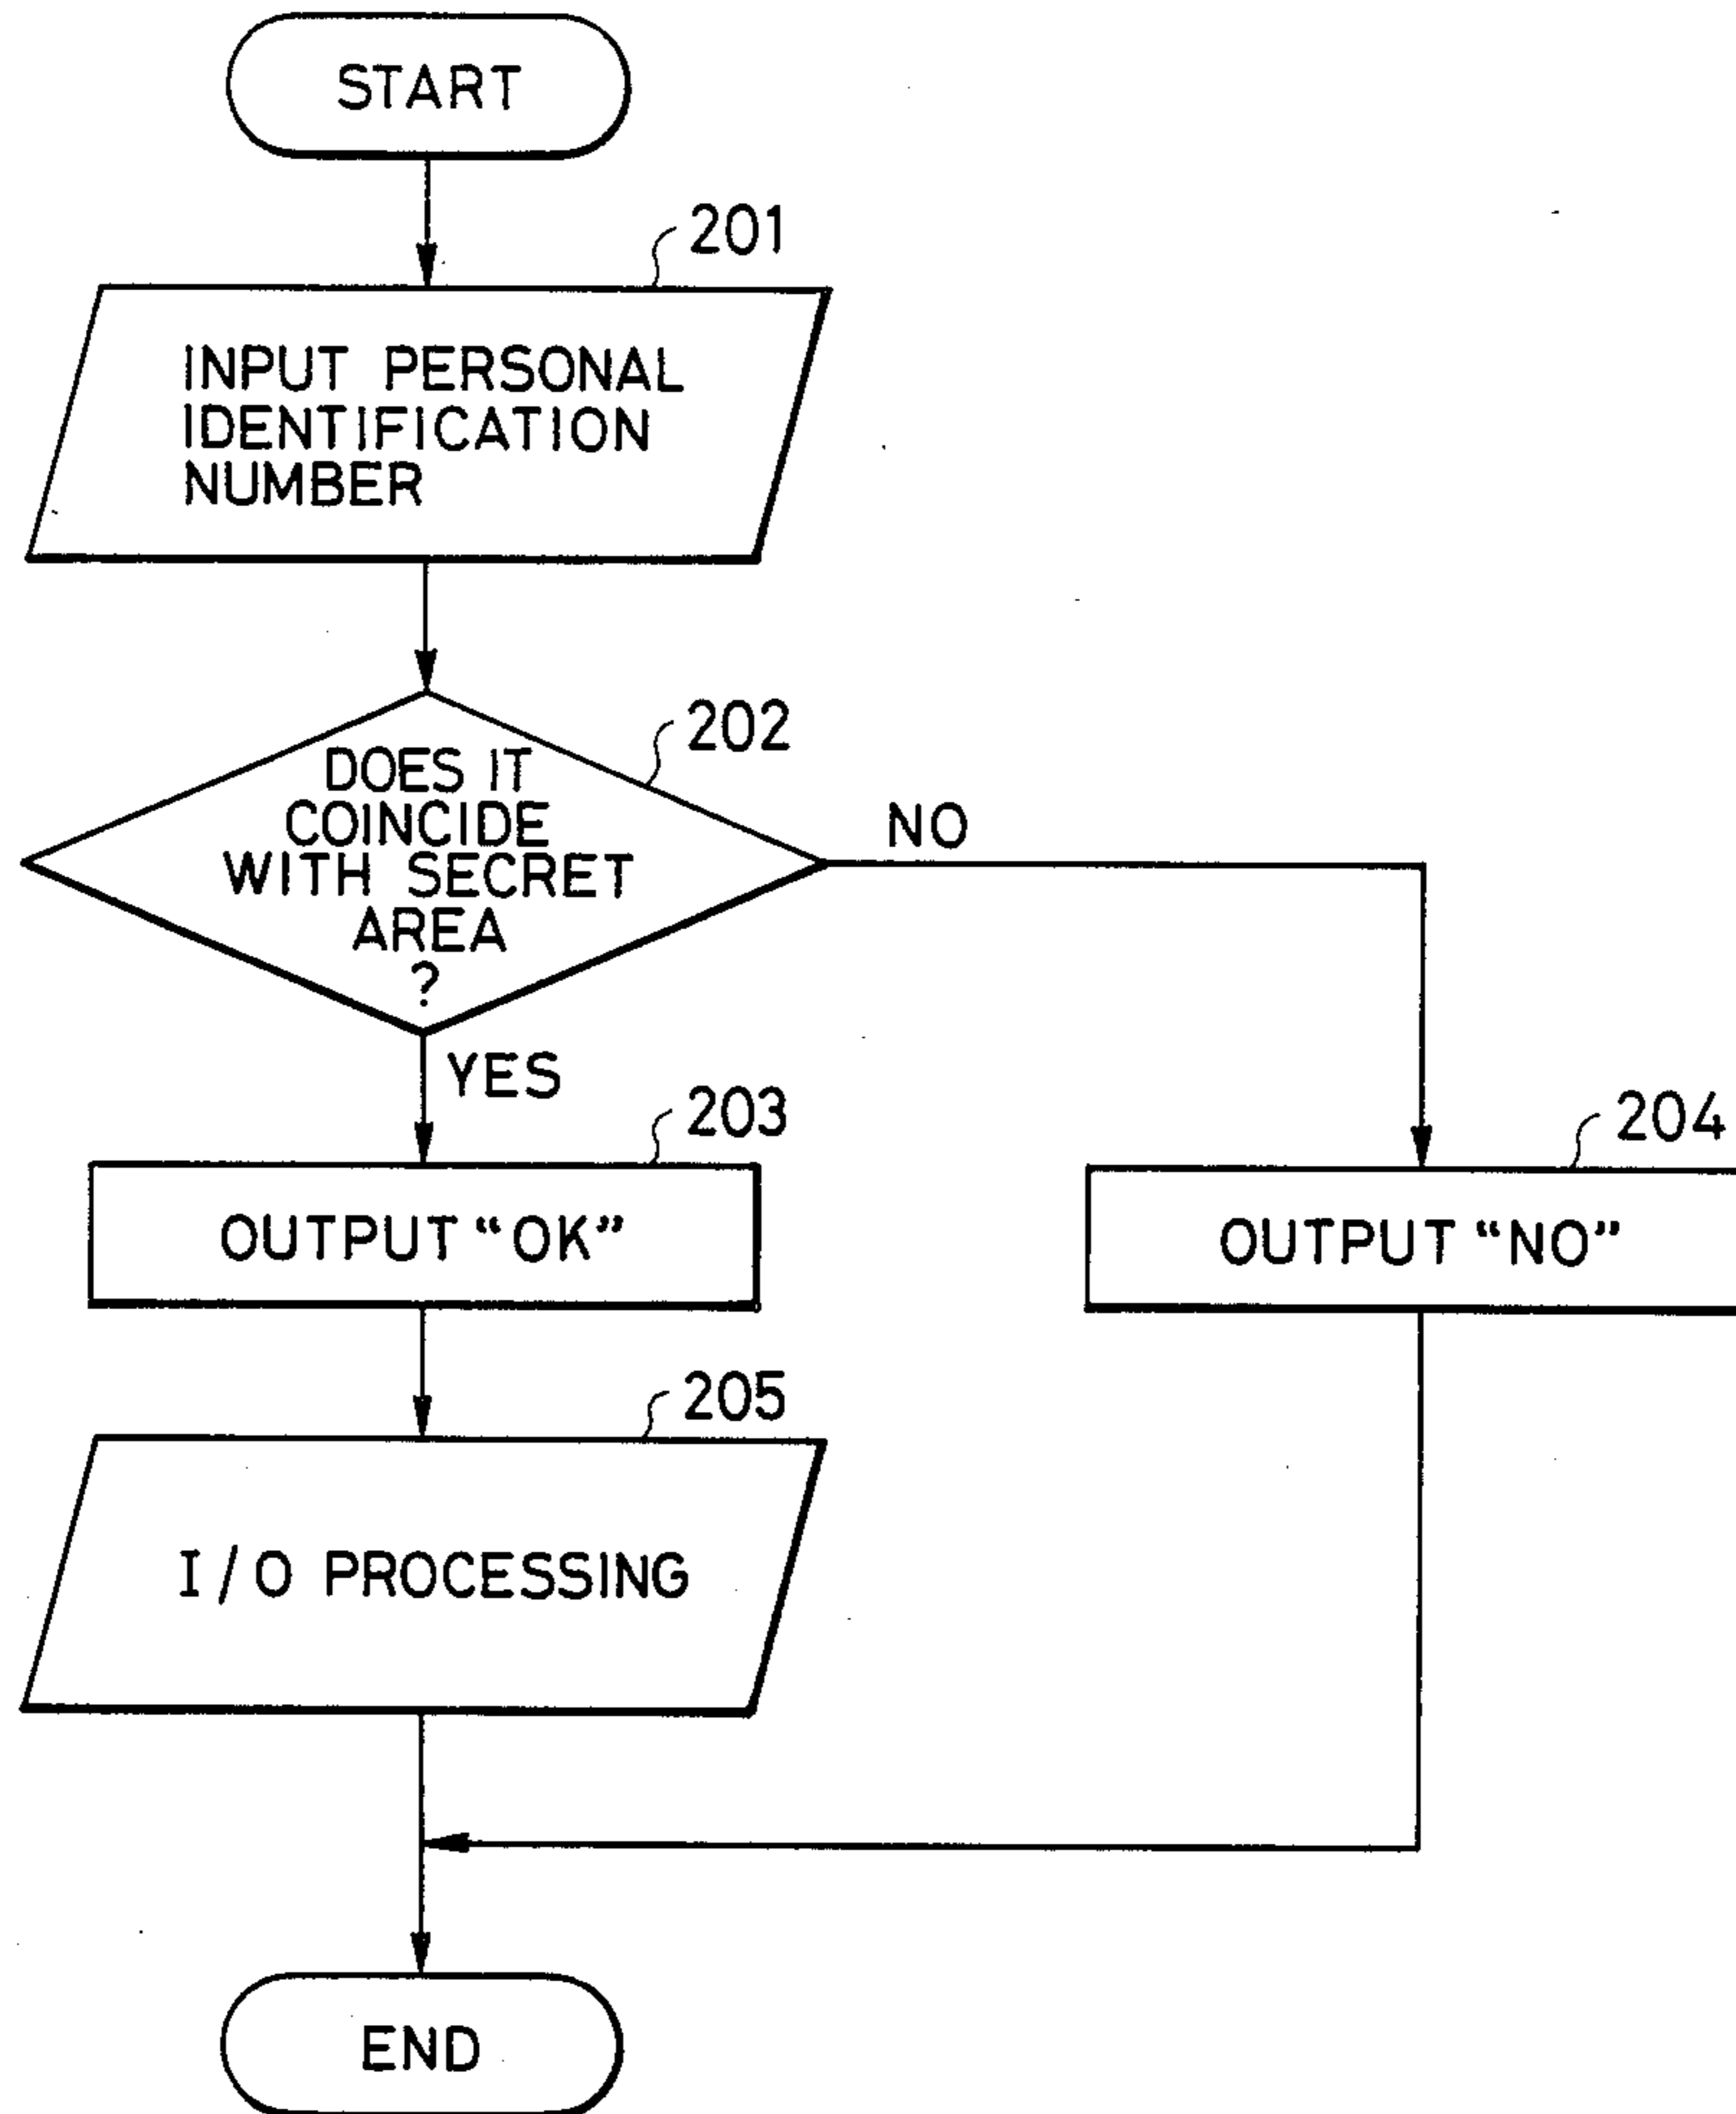 START
201
INPUT PERSONAL
IDENTIFICATION
NUMBER
202
DOES IT
COINCIDE
WITH SECRET
AREA
?
NO
YES
203
OUTPUT “OK”
204
OUTPUT “NO”
205
I/O PROCESSING
END